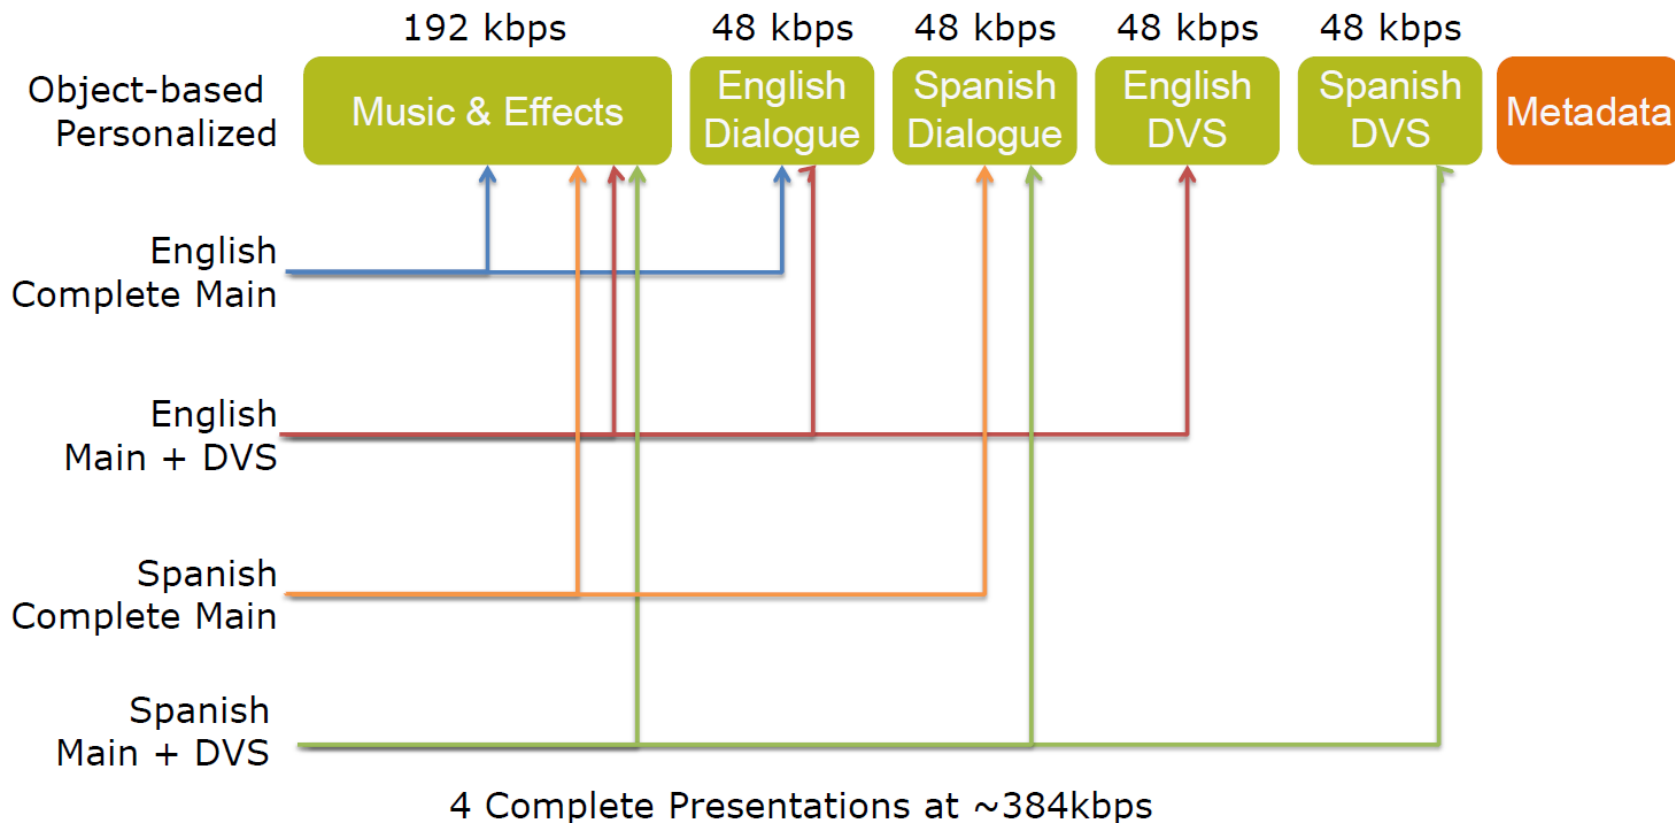 192 kbps 48 kbps 48 kbps 48 kbps 48 kbps
Object-based
Personalized
Music & Effects
English
Dialogue
Spanish
Dialogue
English
DVS
Spanish
DVS
Metadata
English
Complete Main
English
Main + DVS
Spanish
Complete Main
Spanish
Main + DVS
4 Complete Presentations at ~384kbps